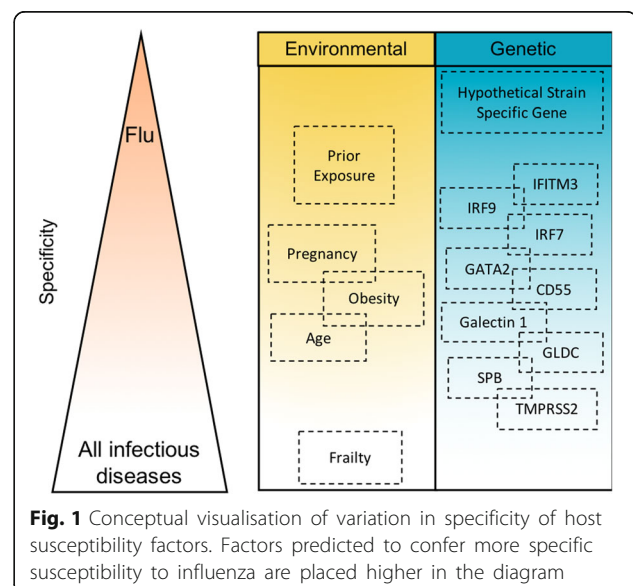 Environmental
Genetic
Flu
Specificity
All infectious
diseases
Prior
Exposure
Pregnancy
Obesity
Age
Frailty
Hypothetical Strain
Specific Gene
IFITM3
IRF9
IRF7
GATA2
CD55
Galectin 1
GLDC
SPB
TMPRSS2
Fig. 1 Conceptual visualisation of variation in specificity of host
susceptibility factors. Factors predicted to confer more specific
susceptibility to influenza are placed higher in the diagram